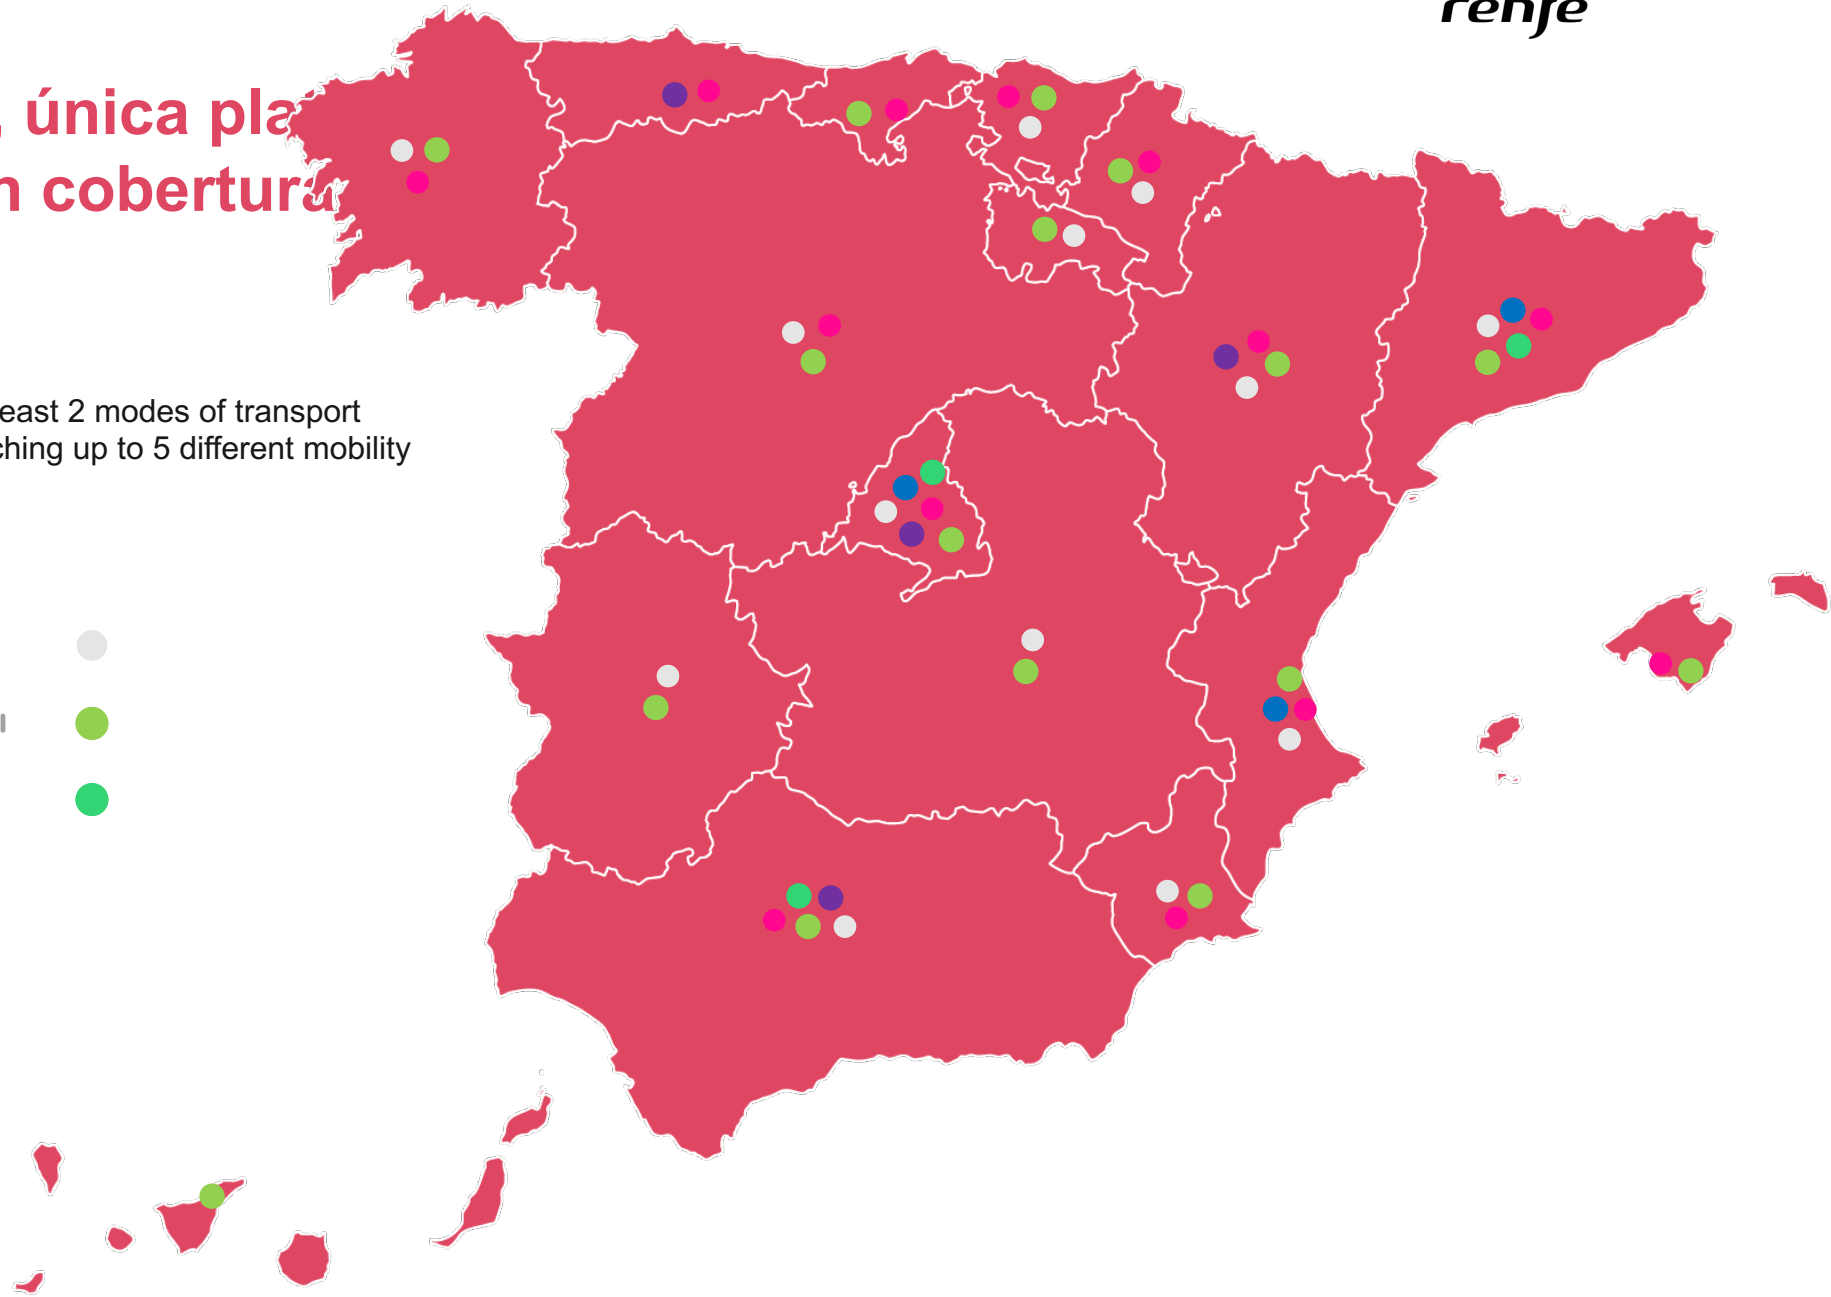 renfe
, única pla
n cobertura
east 2 modes of transport
ching up to 5 different mobility